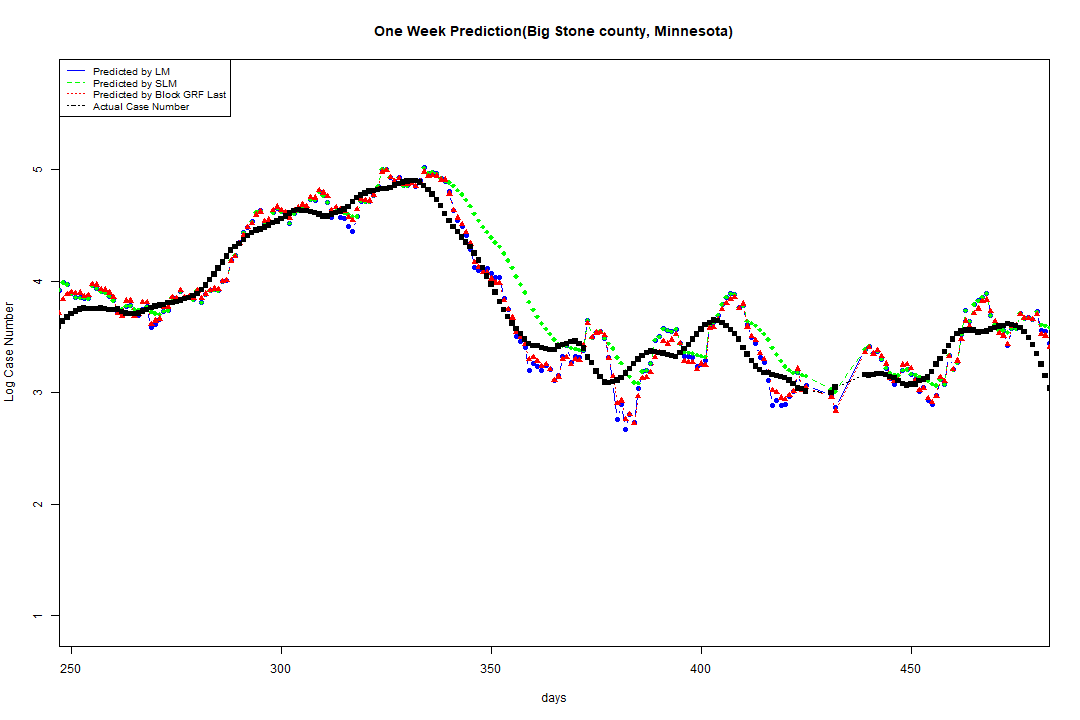 One Week Prediction(Big Stone county, Minnesota)
Predicted by LM
Predicted by SLM
Predicted by Block GRF Last
Actual Case Number
5
4
3
2
1
Log Case Number
250 300 350 400 450
days